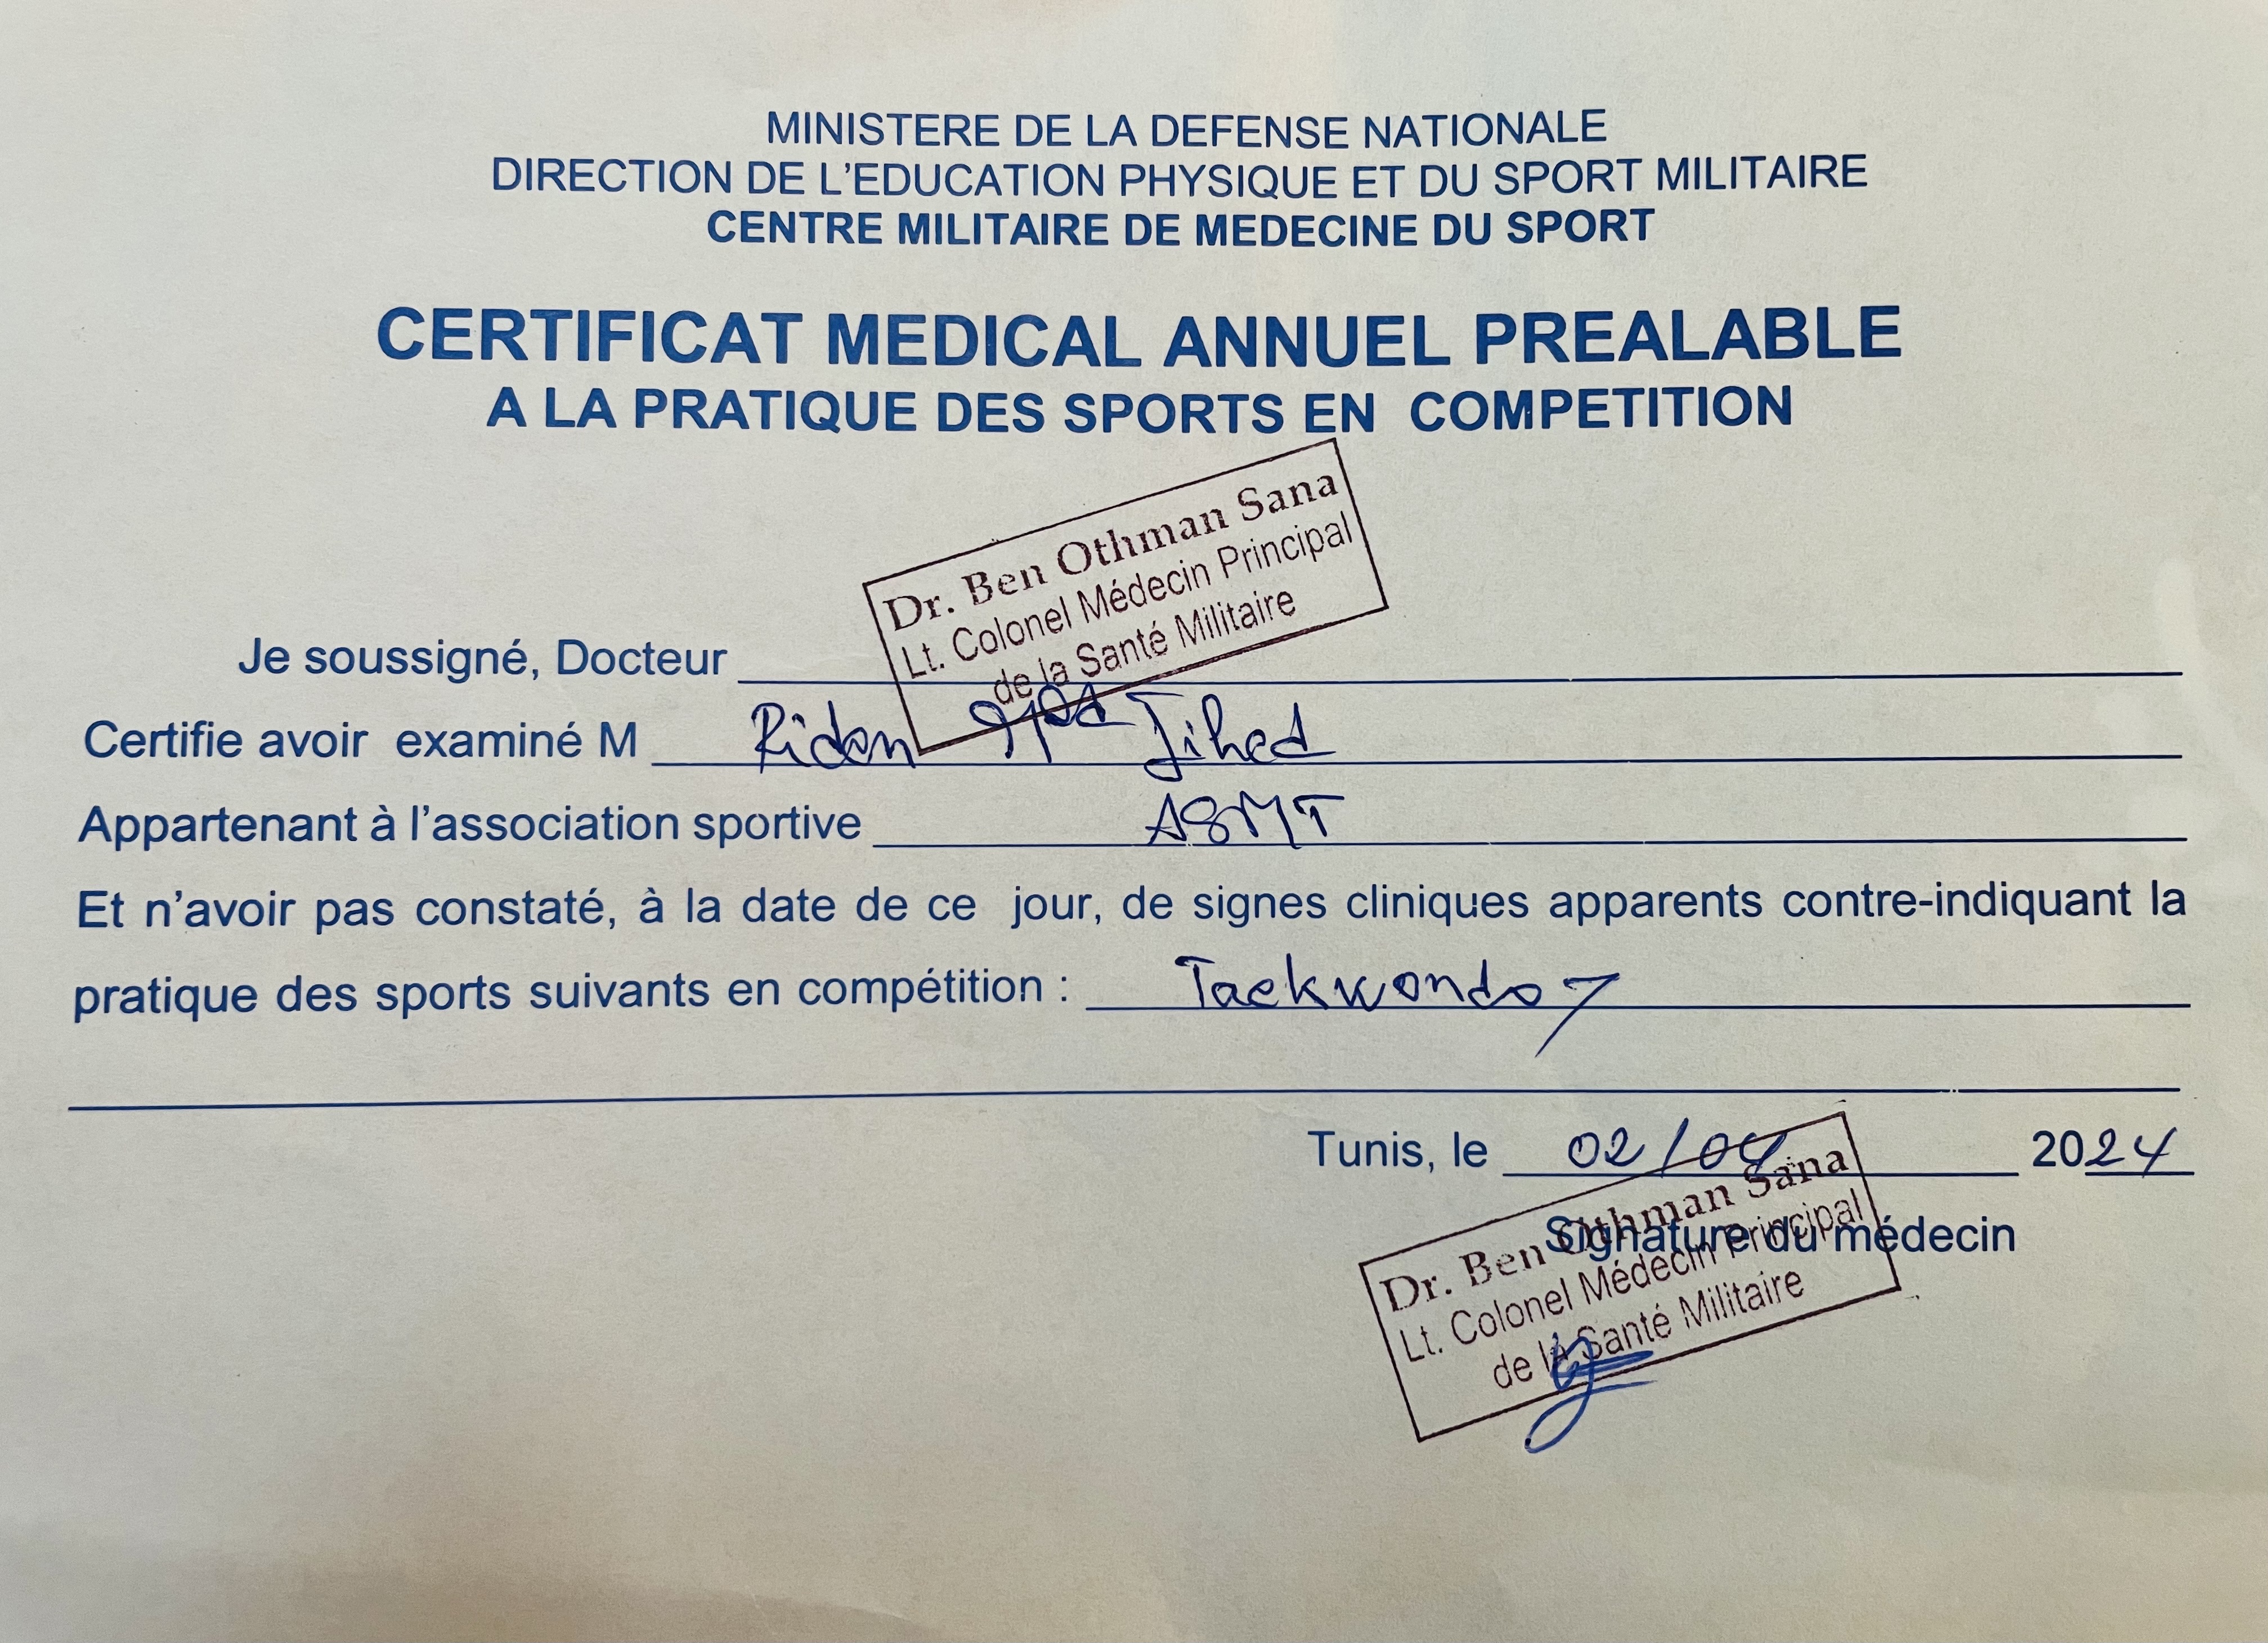 MINISTERE DE LA DEFENSE NATIONALE
DIRECTION DE L'EDUCATION PHYSIQUE ET DU SPORT MILITAIRE
CENTRE MILITAIRE DE MEDECINE DU SPORT
CERTIFICAT MEDICAL ANNUEL PREALABLE
A LA PRATIQUE DES SPORTS EN COMPETITION
Dr. Ben Othman Sana
Lt. Colonel Médecin Principal
de la Santé Militaire
Je soussigné, Docteur
Certifie avoir examiné M Jihed
Appartenant à l'association sportive ASMT
Et n'avoir pas constaté, à la date de ce jour, de signes cliniques apparents contre-indiquant la
pratique des sports suivants en compétition : Taekwondo
Tunis, le 02/04 2024
Signature du médecin
Dr. Ben Othman Sana
Lt. Colonel Médecin Principal
de la Santé Militaire